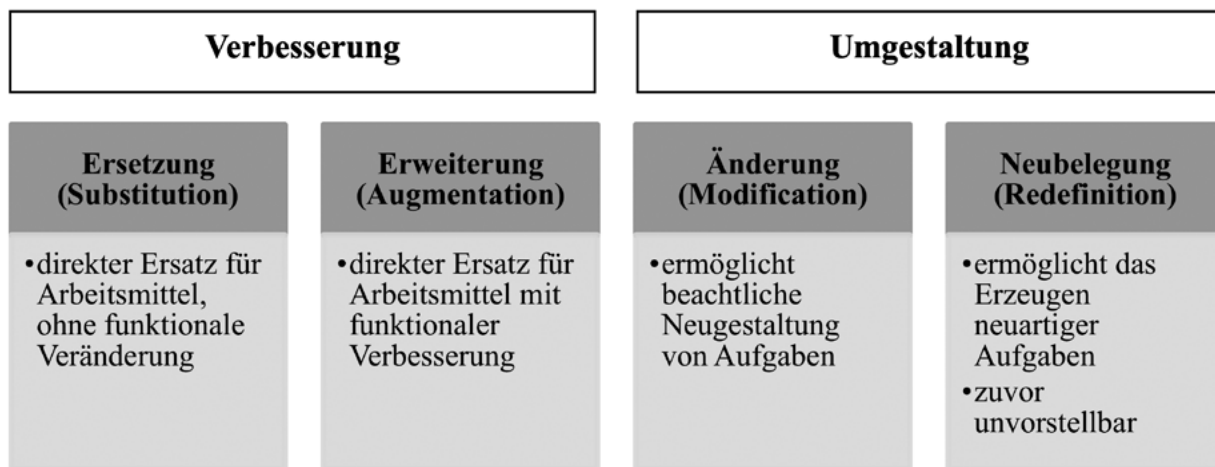 Verbesserung
Umgestaltung
Ersetzung
(Substitution)
•direkter Ersatz für
Arbeitsmittel,
ohne funktionale
Veränderung
Erweiterung
(Augmentation)
•direkter Ersatz für
Arbeitsmittel mit
funktionaler
Verbesserung
Änderung
(Modification)
•ermöglicht
beachtliche
Neugestaltung
von Aufgaben
Neubelegung
(Redefinition)
•ermöglicht das
Erzeugen
neuartiger
Aufgaben
•zuvor
unvorstellbar